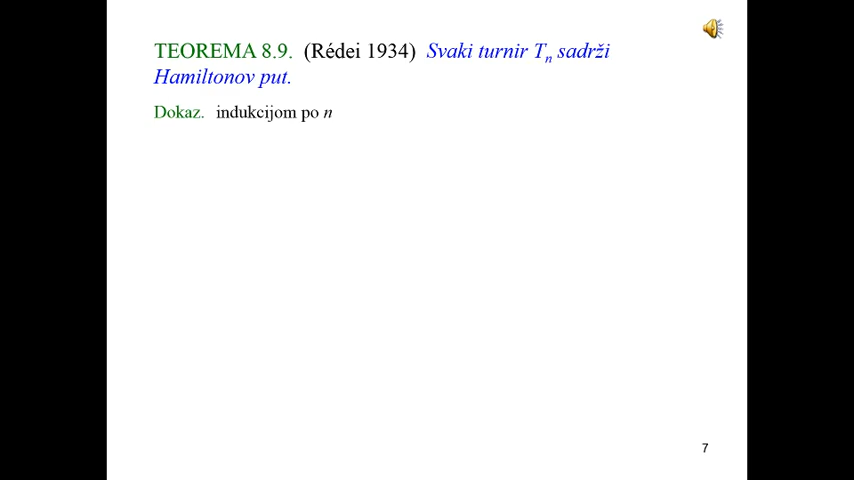 TEOREMA 8.9. (Rédei 1934) Svaki turnir Tn sadrži
Hamiltonov put.
Dokaz. indukcijom po n
7